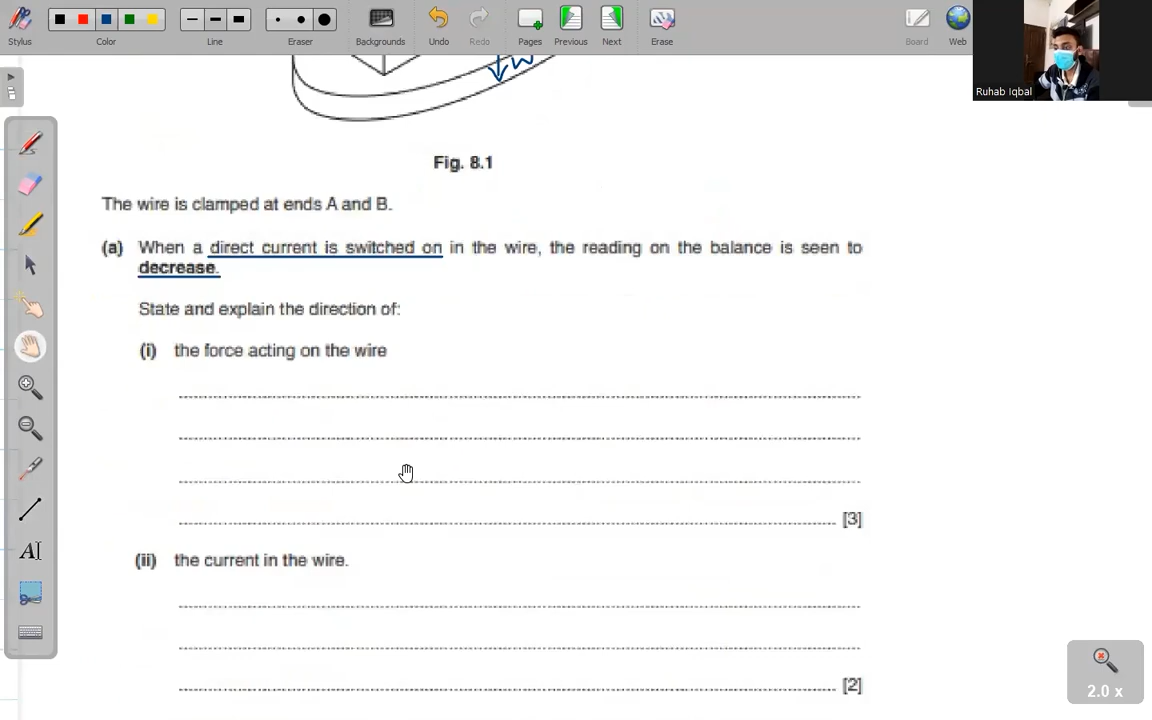 Stylus
Color
Line
Eraser
Backgrounds
Undo
Redo
Pages
Previous
Next
Erase
Board
Web
Ruhab Iqbal
W
Fig. 8.1
The wire is clamped at ends A and B.
(a) When a direct current is switched on in the wire, the reading on the balance is seen to
decrease.
State and explain the direction of:
(i) the force acting on the wire
[3]
(ii) the current in the wire.
[2]
AI
2.0 x